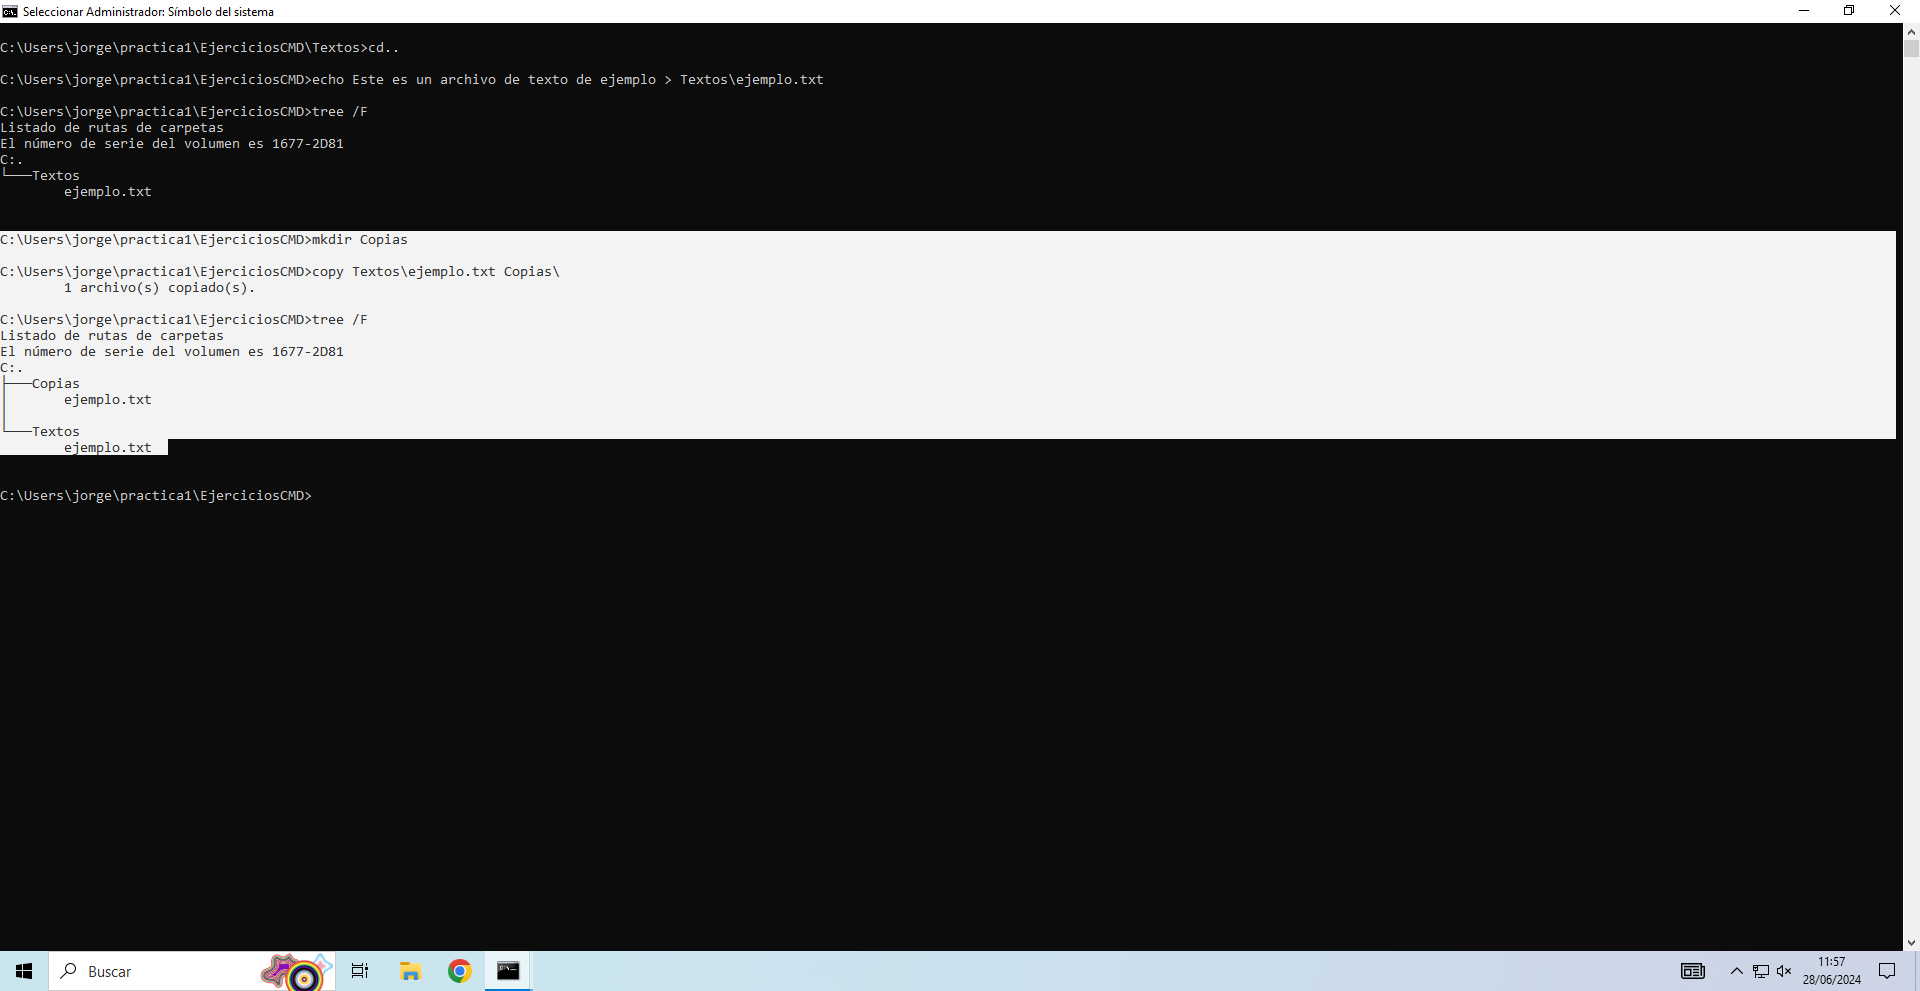 Seleccionar Administrador: Símbolo del sistema
C:\Users\jorge\practica1\EjerciciosCMD\Textos>cd..
C:\Users\jorge\practica1\EjerciciosCMD>echo Este es un archivo de texto de ejemplo > Textos\ejemplo.txt
C:\Users\jorge\practica1\EjerciciosCMD>tree /F
Listado de rutas de carpetas
El número de serie del volumen es 1677-2D81
C:.
└───Textos
        ejemplo.txt
C:\Users\jorge\practica1\EjerciciosCMD>mkdir Copias
C:\Users\jorge\practica1\EjerciciosCMD>copy Textos\ejemplo.txt Copias\
        1 archivo(s) copiado(s).
C:\Users\jorge\practica1\EjerciciosCMD>tree /F
Listado de rutas de carpetas
El número de serie del volumen es 1677-2D81
C:.
├───Copias
│       ejemplo.txt
│
└───Textos
        ejemplo.txt
C:\Users\jorge\practica1\EjerciciosCMD>
Buscar
11:57
28/06/2024